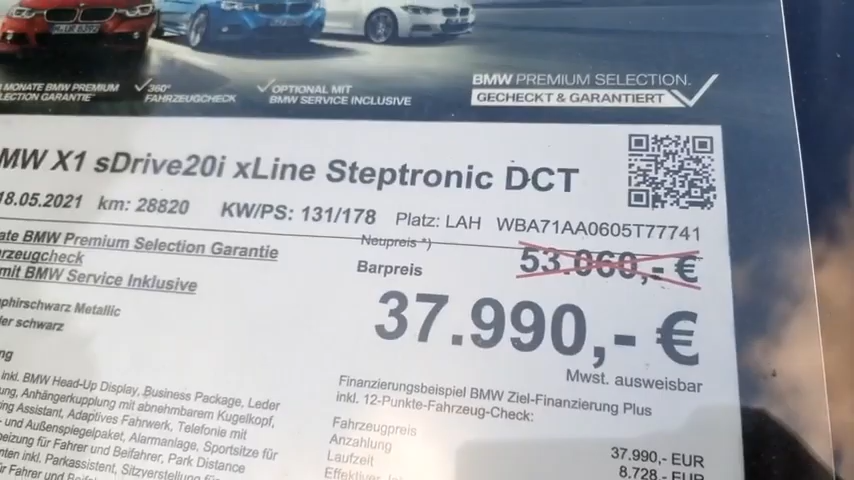 MONATE BMW PREMIUM
360°
OPTIONAL MIT
LECTION GARANTIE
FAHRZEUGCHECK
BMW SERVICE INCLUSIVE
BMW PREMIUM SELECTION.
GECHECKT & GARANTIERT
MW X1 sDrive20i xLine Steptronic DCT
18.05.2021 km: 28820 KW/PS: 131/178 Platz: LAH WBA71AA0605T77741
ate BMW Premium Selection Garantie
rzeugcheck
mit BMW Service Inklusive
Neupreis *)
53.060,- €
Barpreis
37.990,- €
Mwst. ausweisbar
phirschwarz Metallic
er schwarz
ng
inkl. BMW Head-Up Display, Business Package, Leder
ung, Anhängerkupplung mit abnehmbarem Kugelkopf,
ing Assistant, Adaptives Fahrwerk, Telefonie mit
- und Außenspiegelpaket, Alarmanlage, Sportsitze für
eizung für Fahrer und Beifahrer, Park Distance
nten inkl. Parkassistent, Sitzverstellung
für Fahrer und
Finanzierungsbeispiel BMW Ziel-Finanzierung Plus
inkl. 12-Punkte-Fahrzeug-Check:
Fahrzeugpreis 37.990,- EUR
Anzahlung 8.728,- EUR
Laufzeit